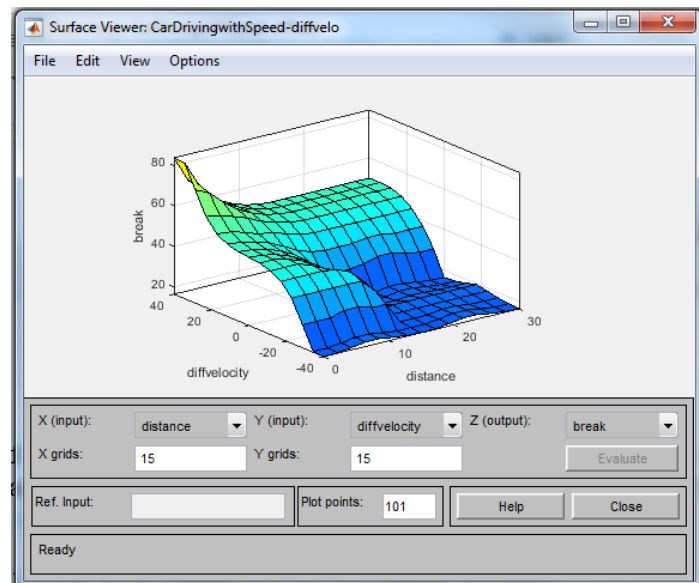 Surface Viewer: CarDrivingwithSpeed-diffvelo
File Edit View Options
80
60
40
20
break
40
20
0
-20
-40
diffvelocity
0
10
20
30
distance
X (input): distance Y (input): diffvelocity Z (output): break
X grids: 15 Y grids: 15 Evaluate
Ref. Input: Plot points: 101 Help Close
Ready